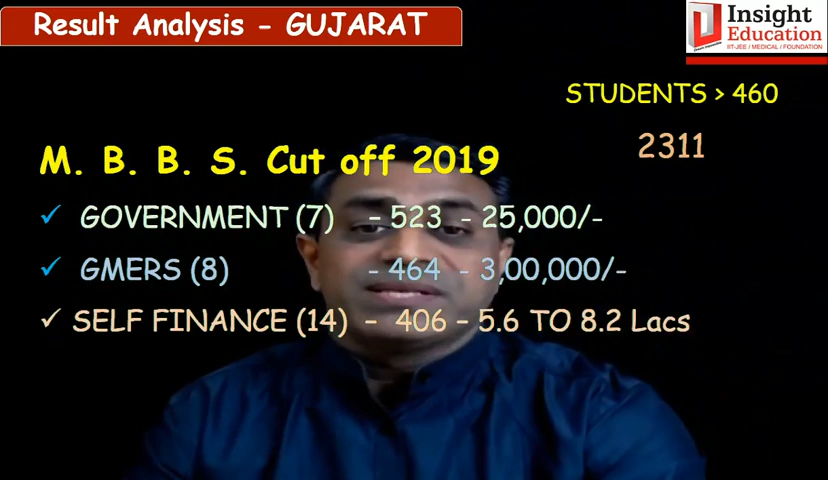 Result Analysis - GUJARAT
Insight
Education
IIT-JEE / MEDICAL / FOUNDATION
STUDENTS > 460
2311
M. B. B. S. Cut off 2019
✓ GOVERNMENT (7) - 523 - 25,000/-
✓ GMERS (8) - 464 - 3,00,000/-
✓ SELF FINANCE (14) - 406 - 5.6 TO 8.2 Lacs